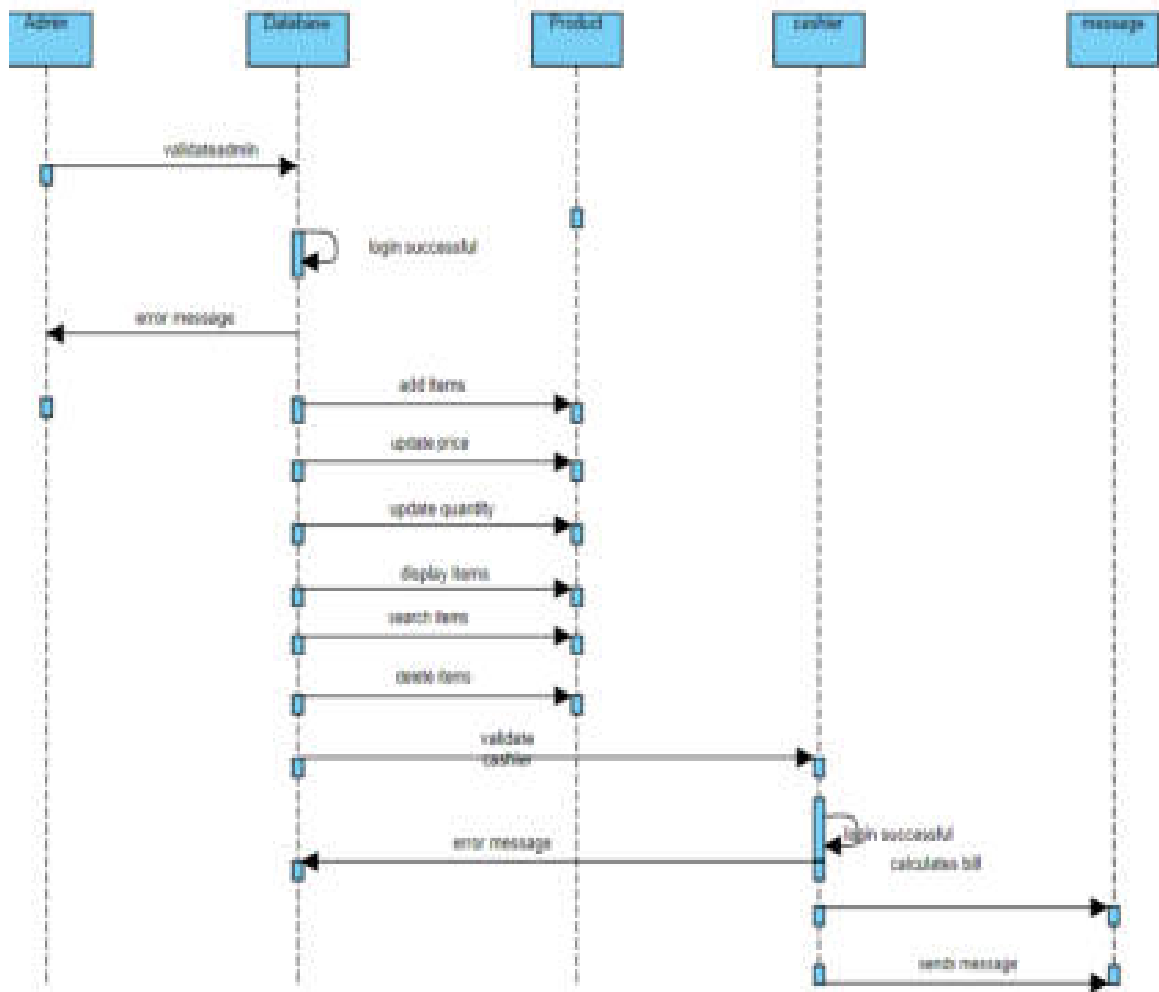 Admin
Database
Product
cashier
message
validateadmin
login successful
error message
add items
update price
update quantity
display items
search items
delete items
validate
cashier
login successful
error message
calculates bill
sends message